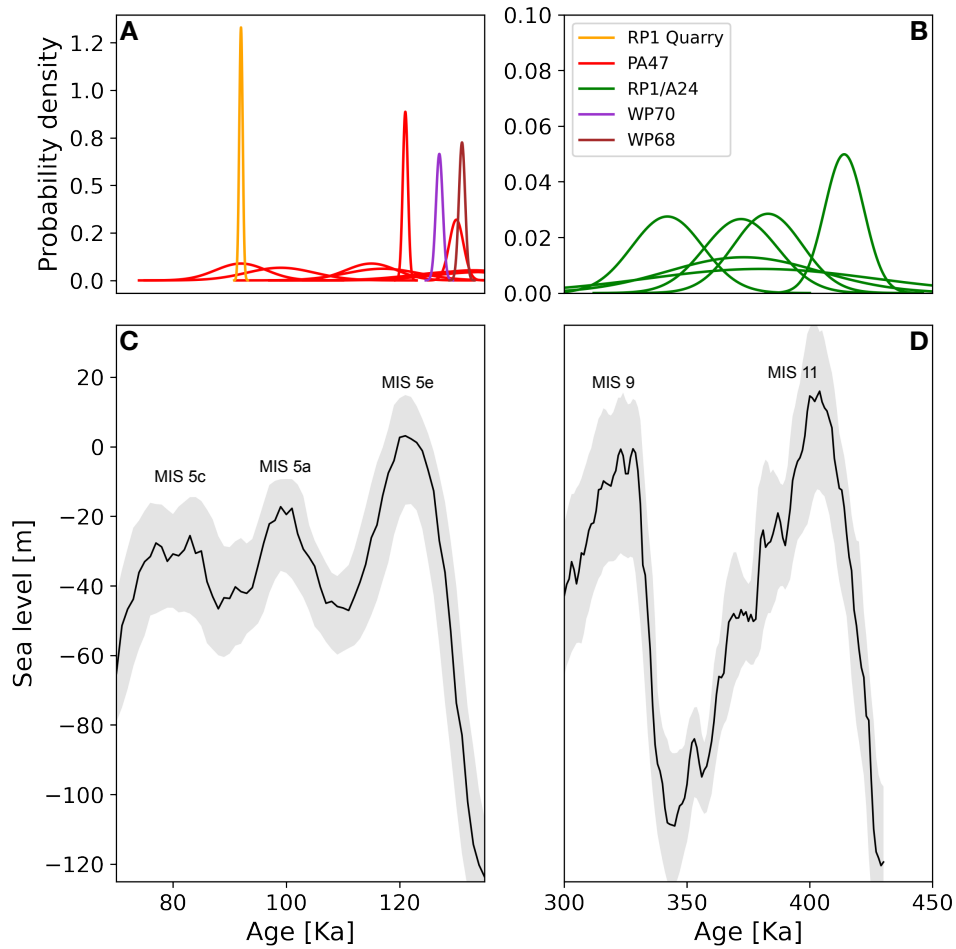 A
B
Probability density
1.2
1.0
0.8
0.5
0.2
0.0
0.10
0.08
0.06
0.04
0.02
0.00
RP1 Quarry
PA47
RP1/A24
WP70
WP68
C
D
Sea level [m]
20
0
−20
−40
−60
−80
−100
−120
MIS 5c
MIS 5a
MIS 5e
MIS 9
MIS 11
80
100
120
Age [Ka]
300
350
400
450
Age [Ka]